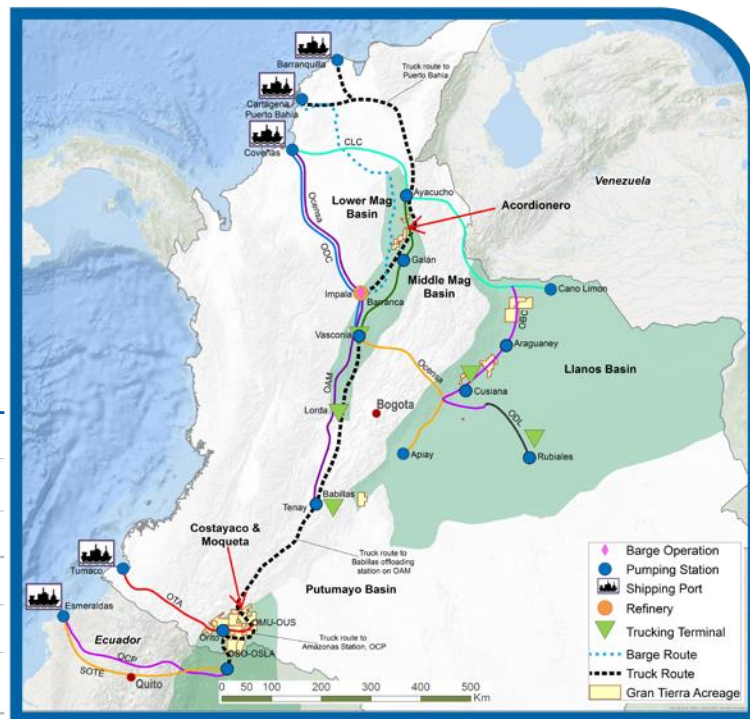 Barranquilla
Truck route to
Puerto Bahía
Cartagena
Puerto Bahía
Coveñas
CLC
Venezuela
Lower Mag
Basin
Ayacucho
Acordionero
Ocensa
ODC
Galán
Middle Mag
Basin
Impala
Barranca
Cano Limon
OBC
Vasconia
Araguaney
Ocensa
Llanos Basin
OAM
Cusiana
Lorda
Bogota
ODL
Apiay
Rubiales
Babillas
Tenay
Costayaco &
Moqueta
Truck route to
Babillas offloading
station on OAM
Tumaco
Putumayo Basin
OTA
Esmeraldas
OMU-OUS
Orito
Truck route to
Amazonas Station, OCP
Ecuador
OSO-OSLA
OCP
SOTE
Quito
0 50 100 200 300 400 500
Km
Barge Operation
Pumping Station
Shipping Port
Refinery
Trucking Terminal
Barge Route
Truck Route
Gran Tierra Acreage